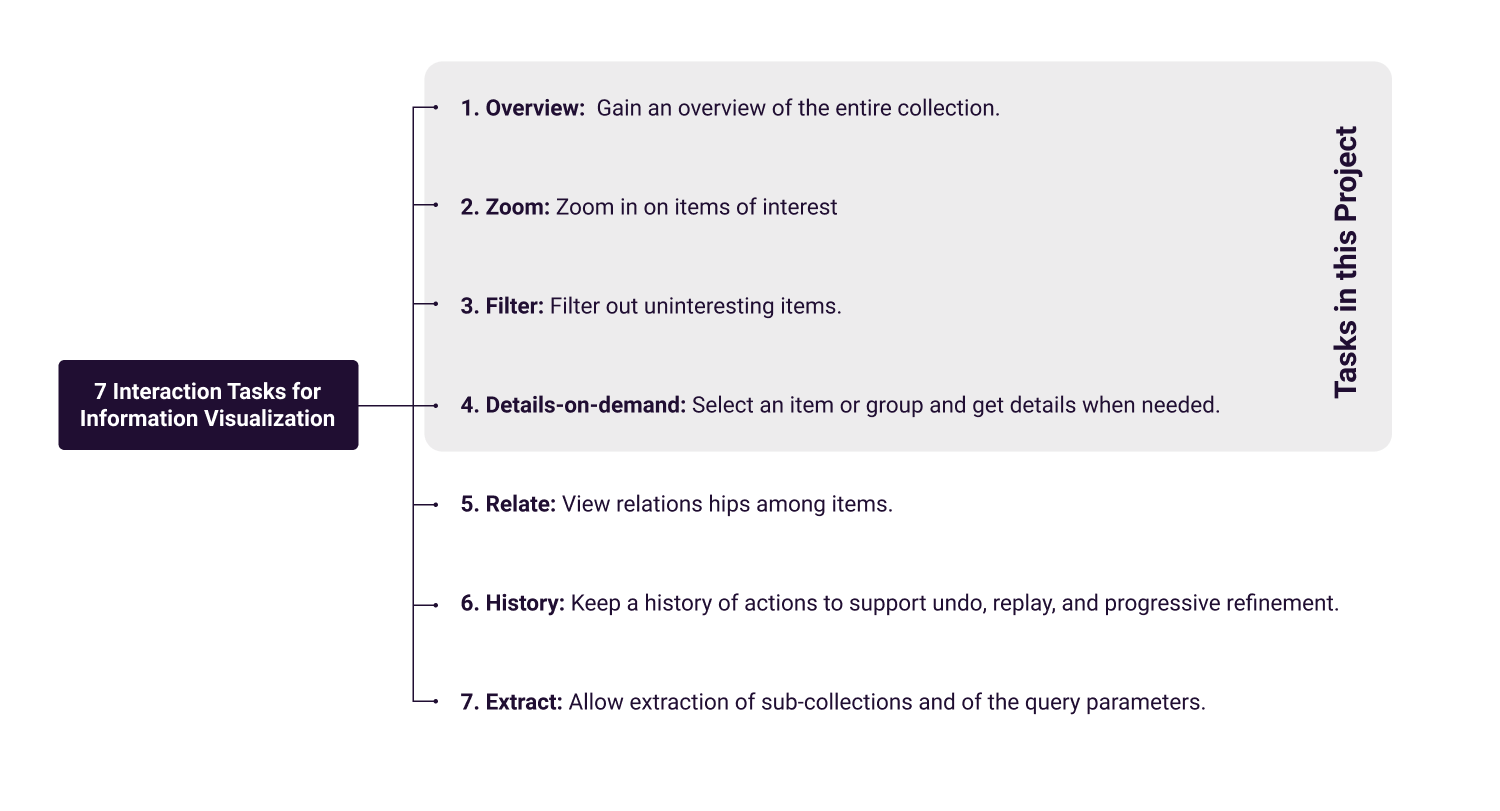 7 Interaction Tasks for
Information Visualization
1. Overview: Gain an overview of the entire collection.
2. Zoom: Zoom in on items of interest
3. Filter: Filter out uninteresting items.
4. Details-on-demand: Select an item or group and get details when needed.
Tasks in this Project
5. Relate: View relations hips among items.
6. History: Keep a history of actions to support undo, replay, and progressive refinement.
7. Extract: Allow extraction of sub-collections and of the query parameters.